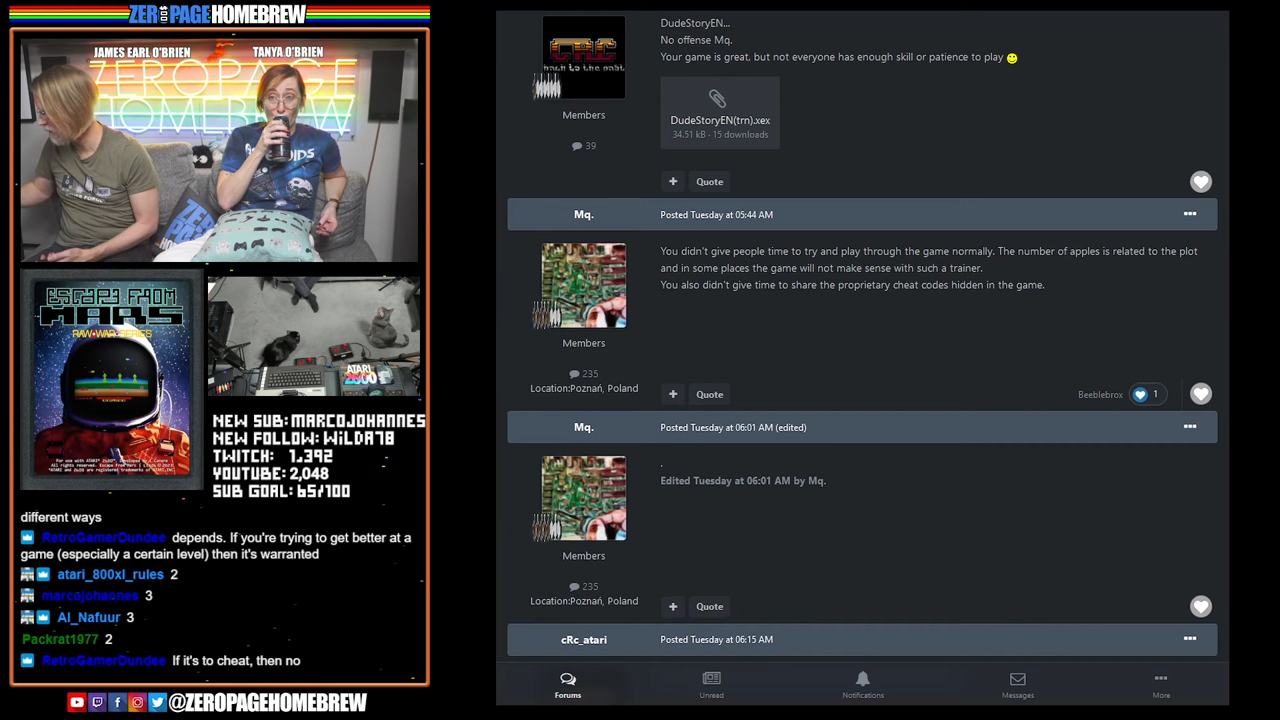 ZEROPAGEHOMEBREW
JAMES EARL O'BRIEN
TANYA O'BRIEN
ZEROPAGE
HOMEBREW
ESCAPE FROM
MARS
RAW WAR SERIES
NEW SUB: MARCOJOHANNES
NEW FOLLOW: WILDA78
TWITCH: 1,392
YOUTUBE: 2,048
SUB GOAL: 65/100
different ways
RetroGamerDundee depends. If you're trying to get better at a
game (especially a certain level) then it's warranted
atari_800xl_rules 2
marcojohannes 3
Al_Nafuur 3
Packrat1977 2
RetroGamerDundee If it's to cheat, then no
@ZEROPAGEHOMEBREW
DudeStoryEN...
No offense Mq.
Your game is great, but not everyone has enough skill or patience to play
DudeStoryEN(trn).xex
34.51 kB · 15 downloads
Members
39
+ Quote
Mq.
Posted Tuesday at 05:44 AM
You didn't give people time to try and play through the game normally. The number of apples is related to the plot
and in some places the game will not make sense with such a trainer.
You also didn't give time to share the proprietary cheat codes hidden in the game.
Members
235
Location:Poznań, Poland
+ Quote
Beeblebrox 1
Mq.
Posted Tuesday at 06:01 AM (edited)
.
Edited Tuesday at 06:01 AM by Mq.
Members
235
Location:Poznań, Poland
+ Quote
cRc_atari
Posted Tuesday at 06:15 AM
Forums
Unread
Notifications
Messages
More